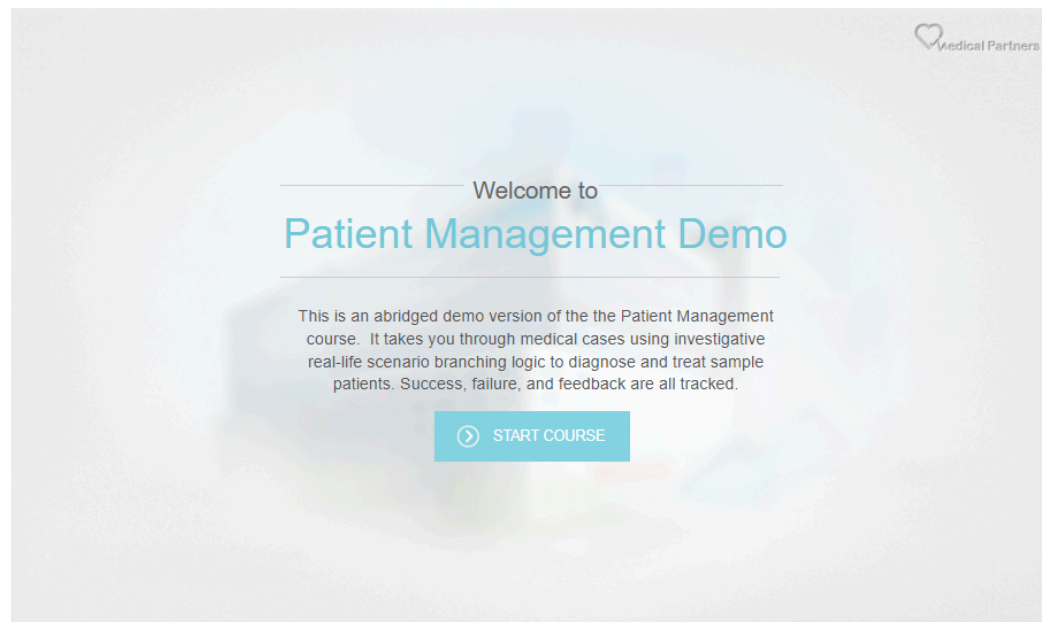 Medical Partners
Welcome to
Patient Management Demo
This is an abridged demo version of the the Patient Management
course.  It takes you through medical cases using investigative
real-life scenario branching logic to diagnose and treat sample
patients. Success, failure, and feedback are all tracked.
START COURSE